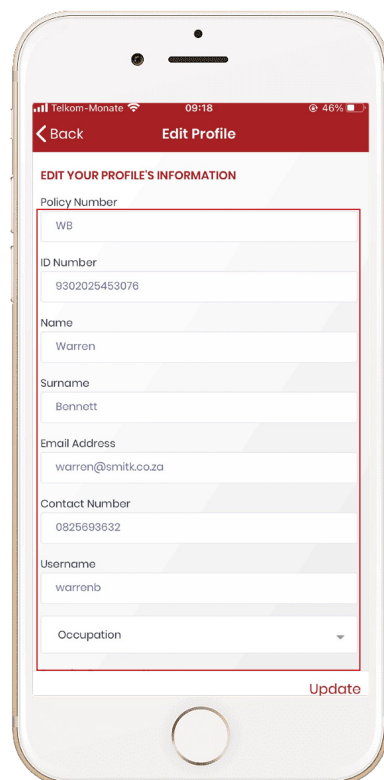 Telkom-Monate 09:18 46%
Back Edit Profile
EDIT YOUR PROFILE'S INFORMATION
Policy Number
WB
ID Number
9302025453076
Name
Warren
Surname
Bennett
Email Address
warren@smitk.co.za
Contact Number
0825693632
Username
warrenb
Occupation
Update